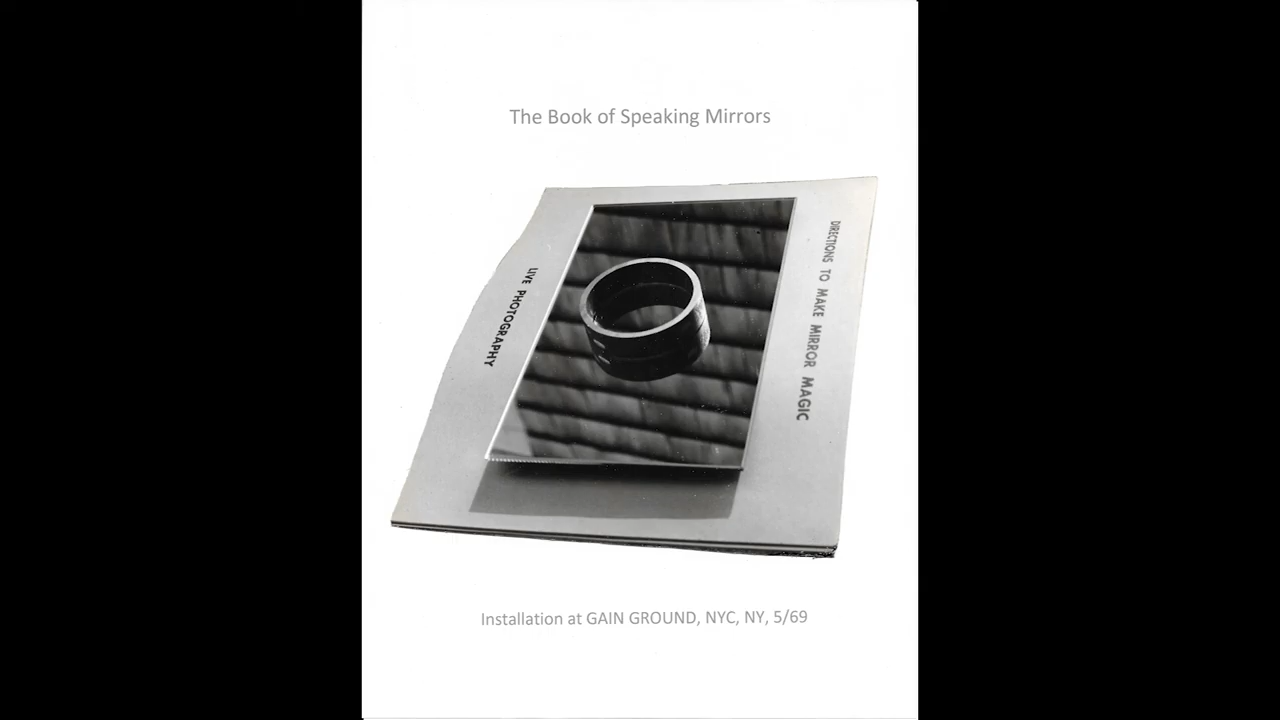 The Book of Speaking Mirrors
LIVE PHOTOGRAPHY
DIRECTIONS TO MAKE MIRROR MAGIC
Installation at GAIN GROUND, NYC, NY, 5/69